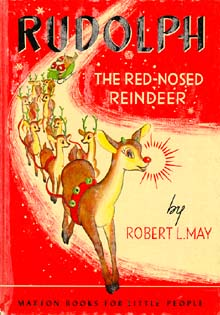 RUDOLPH
THE RED-NOSED
REINDEER
by
ROBERT L. MAY
MAXTON BOOKS FOR LITTLE PEOPLE